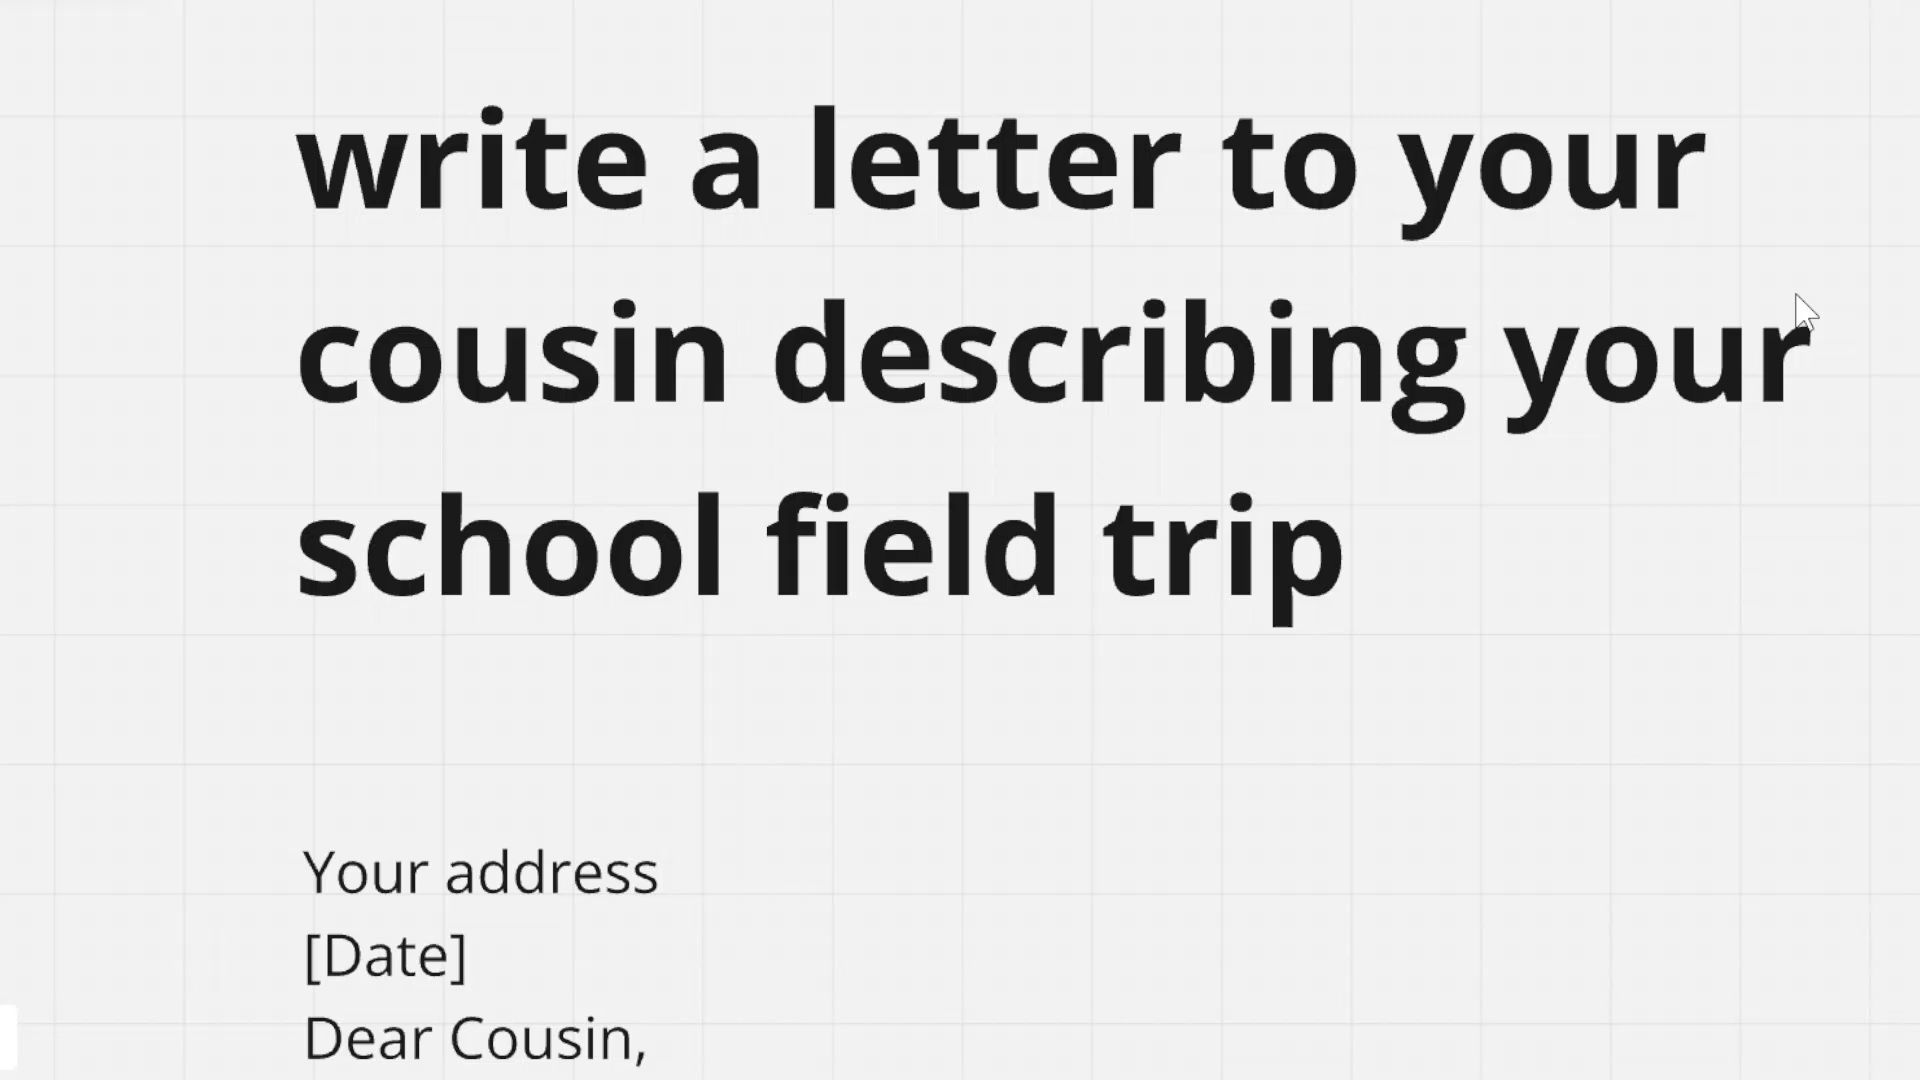 write a letter to your
cousin describing your
school field trip
Your address
[Date]
Dear Cousin,